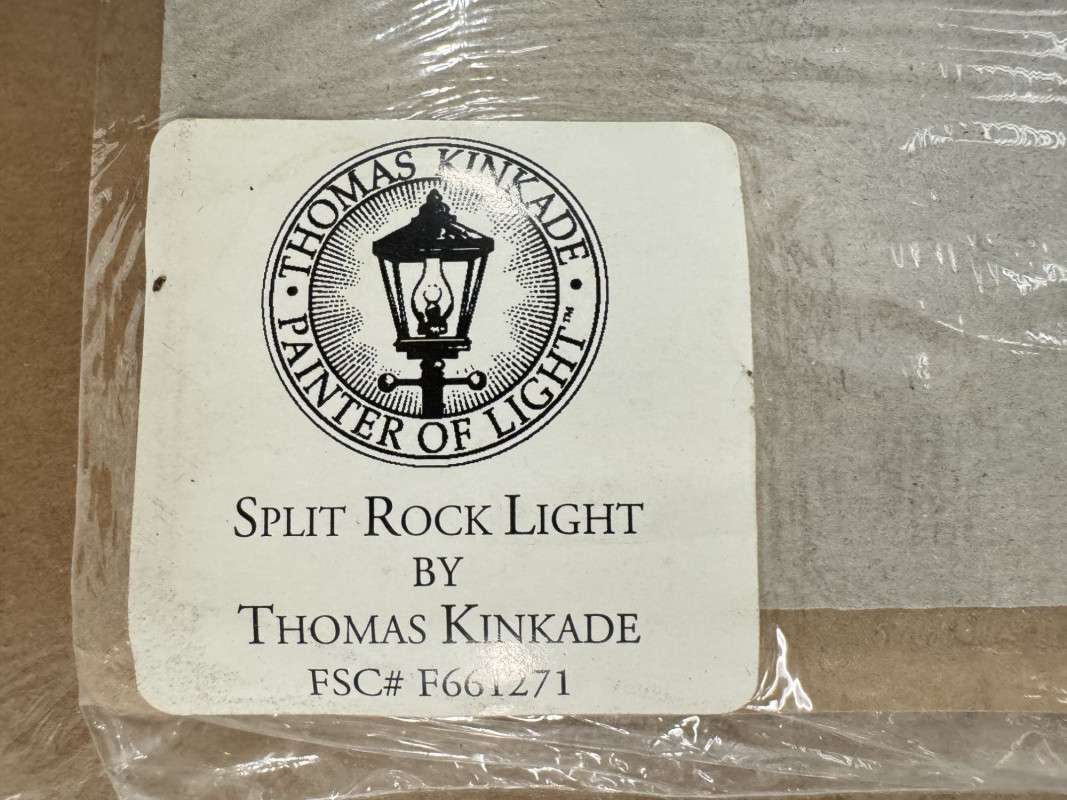 THOMAS KINKADE
PAINTER OF LIGHT™
SPLIT ROCK LIGHT
BY
THOMAS KINKADE
FSC# F661271